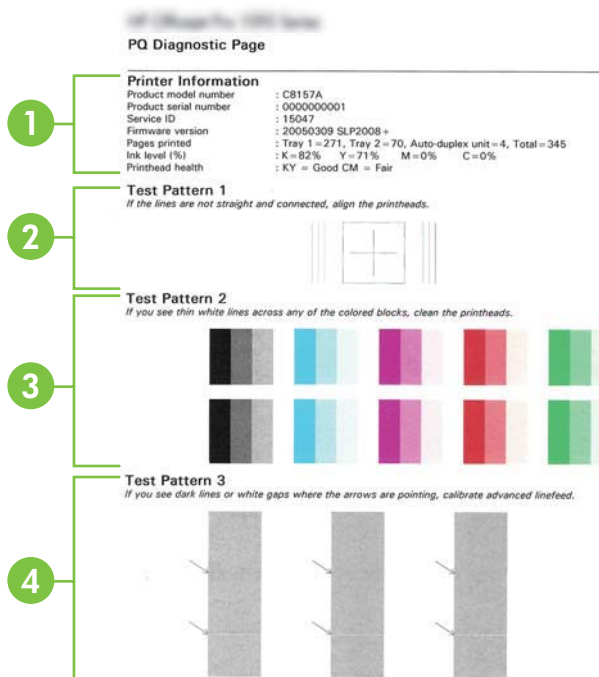 PQ Diagnostic Page
1
Printer Information
Product model number : C8157A
Product serial number : 0000000001
Service ID : 15047
Firmware version : 20050309 SLP2008+
Pages printed : Tray 1=271, Tray 2=70, Auto-duplex unit=4, Total=345
Ink level (%) : K=82% Y=71% M=0% C=0%
Printhead health : KY = Good CM = Fair
2
Test Pattern 1
If the lines are not straight and connected, align the printheads.
3
Test Pattern 2
If you see thin white lines across any of the colored blocks, clean the printheads.
4
Test Pattern 3
If you see dark lines or white gaps where the arrows are pointing, calibrate advanced linefeed.